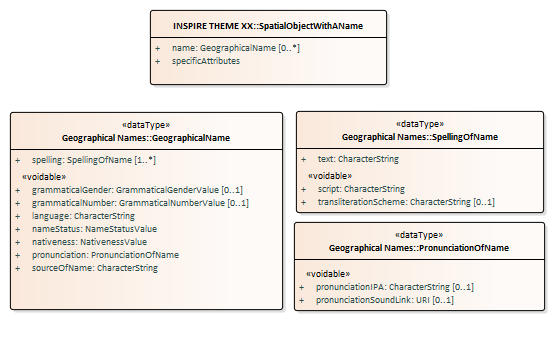 INSPIRE THEME XX::SpatialObjectWithAName
+ name: GeographicalName [0..*]
+ specificAttributes
«dataType»
Geographical Names::GeographicalName
+ spelling: SpellingOfName [1..*]
«voidable»
+ grammaticalGender: GrammaticalGenderValue [0..1]
+ grammaticalNumber: GrammaticalNumberValue [0..1]
+ language: CharacterString
+ nameStatus: NameStatusValue
+ nativeness: NativenessValue
+ pronunciation: PronunciationOfName
+ sourceOfName: CharacterString
«dataType»
Geographical Names::SpellingOfName
+ text: CharacterString
«voidable»
+ script: CharacterString
+ transliterationScheme: CharacterString [0..1]
«dataType»
Geographical Names::PronunciationOfName
«voidable»
+ pronunciationIPA: CharacterString [0..1]
+ pronunciationSoundLink: URI [0..1]